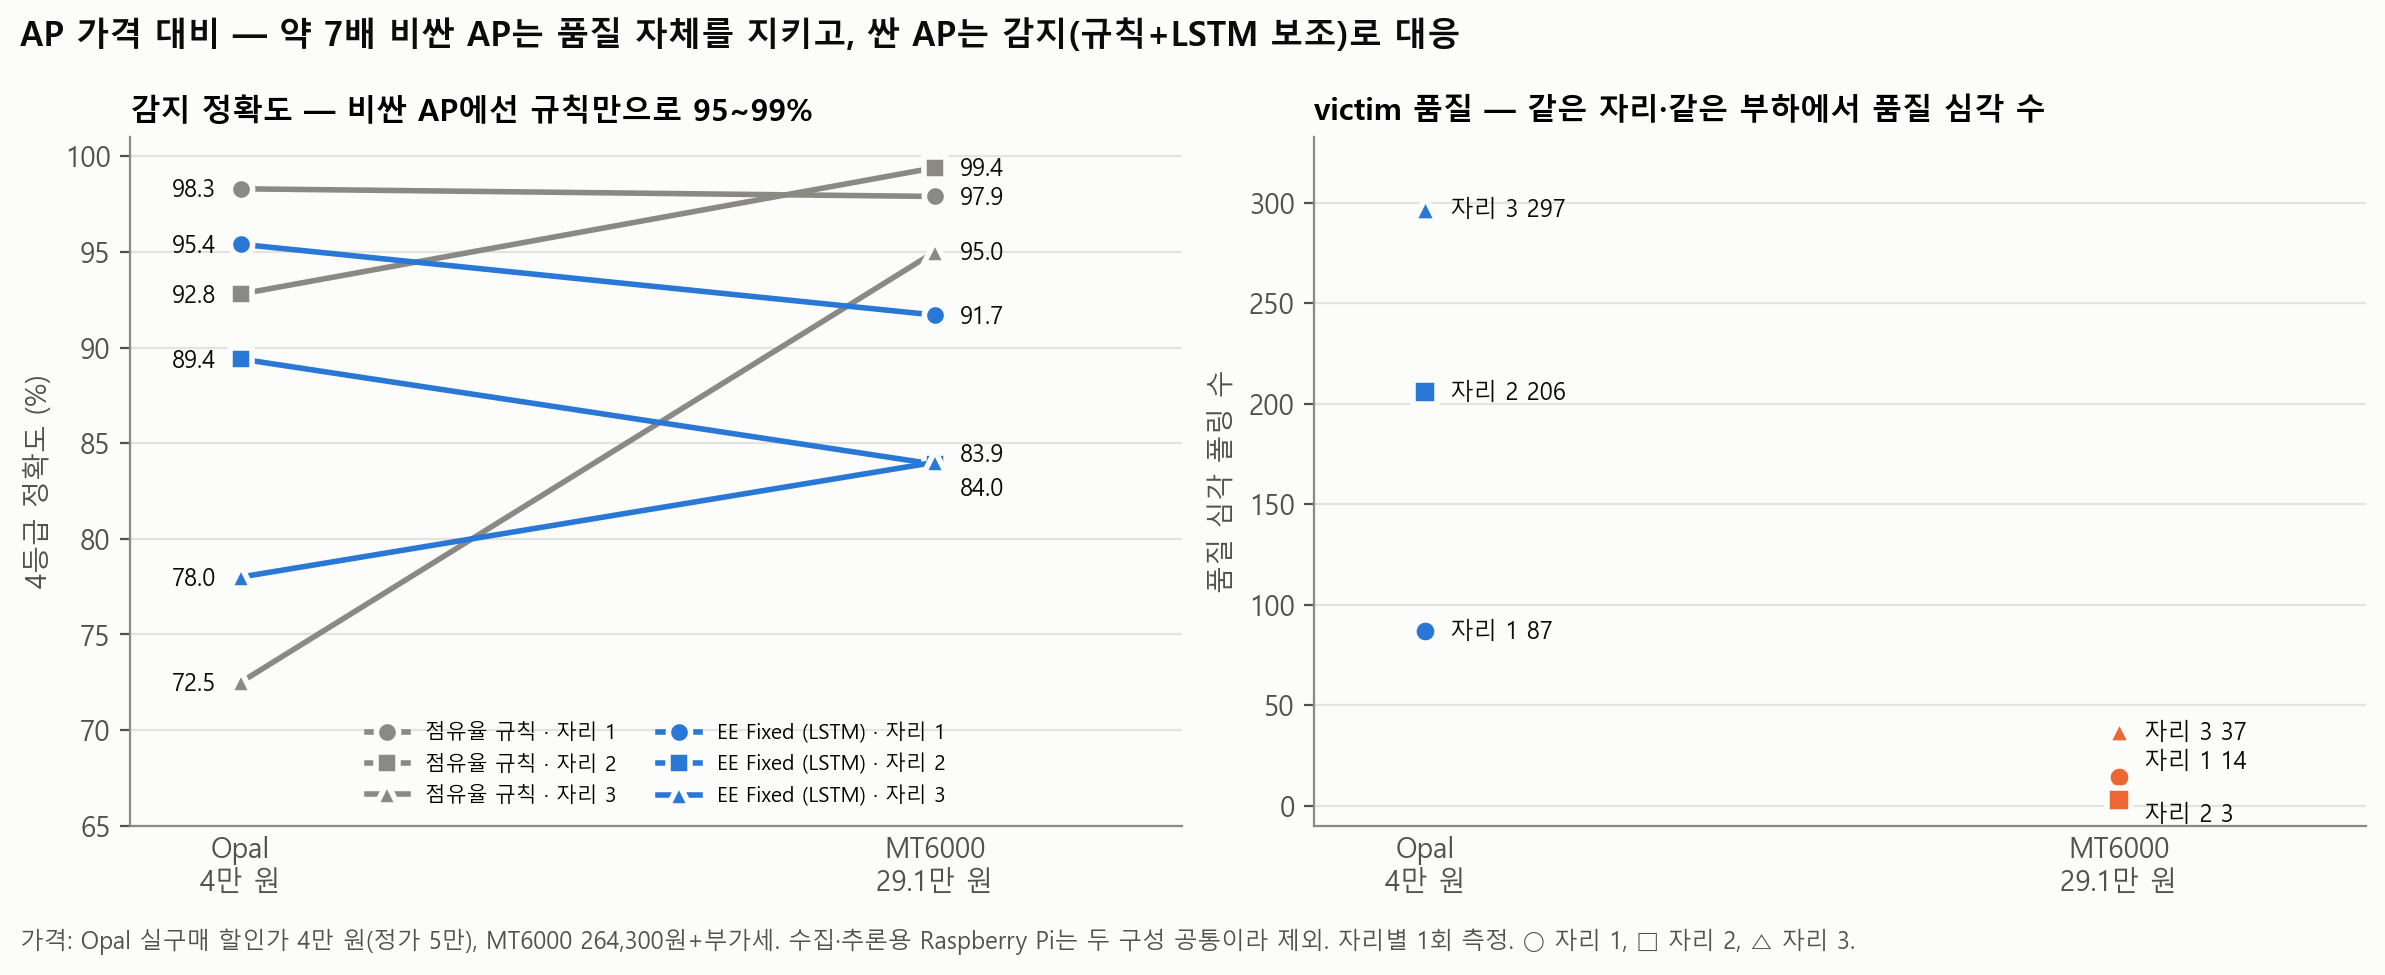 AP 가격 대비 — 약 7배 비싼 AP는 품질 자체를 지키고, 싼 AP는 감지(규칙+LSTM 보조)로 대응
감지 정확도 — 비싼 AP에선 규칙만으로 95~99%
4등급 정확도 (%)
100
95
90
85
80
75
70
65
98.3
95.4
92.8
89.4
78.0
72.5
99.4
97.9
95.0
91.7
83.9
84.0
점유율 규칙 · 자리 1
점유율 규칙 · 자리 2
점유율 규칙 · 자리 3
EE Fixed (LSTM) · 자리 1
EE Fixed (LSTM) · 자리 2
EE Fixed (LSTM) · 자리 3
Opal
4만 원
MT6000
29.1만 원
victim 품질 — 같은 자리·같은 부하에서 품질 심각 수
품질 심각 폴링 수
300
250
200
150
100
50
0
자리 3 297
자리 2 206
자리 1 87
자리 3 37
자리 1 14
자리 2 3
Opal
4만 원
MT6000
29.1만 원
가격: Opal 실구매 할인가 4만 원(정가 5만), MT6000 264,300원+부가세. 수집·추론용 Raspberry Pi는 두 구성 공통이라 제외. 자리별 1회 측정. ○ 자리 1, □ 자리 2, △ 자리 3.